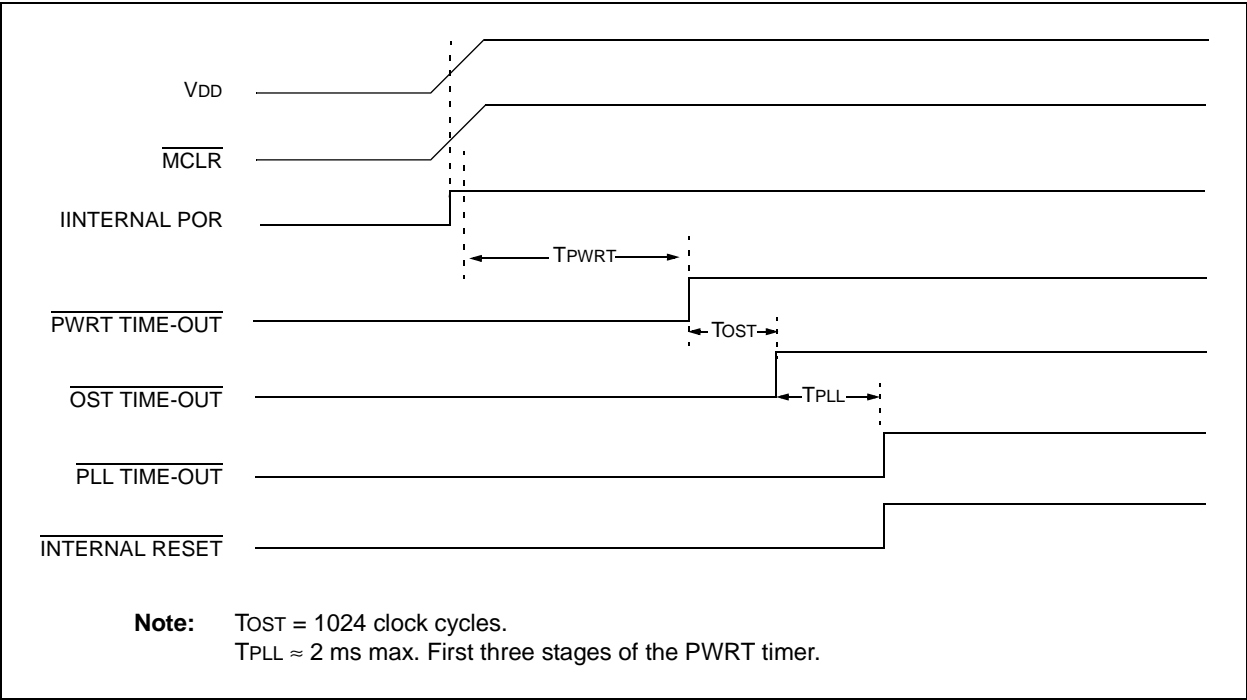 VDD
MCLR
IINTERNAL POR
TPWRT
PWRT TIME-OUT
TOST
OST TIME-OUT
TPLL
PLL TIME-OUT
INTERNAL RESET
Note: TOST = 1024 clock cycles.
TPLL ≈ 2 ms max. First three stages of the PWRT timer.